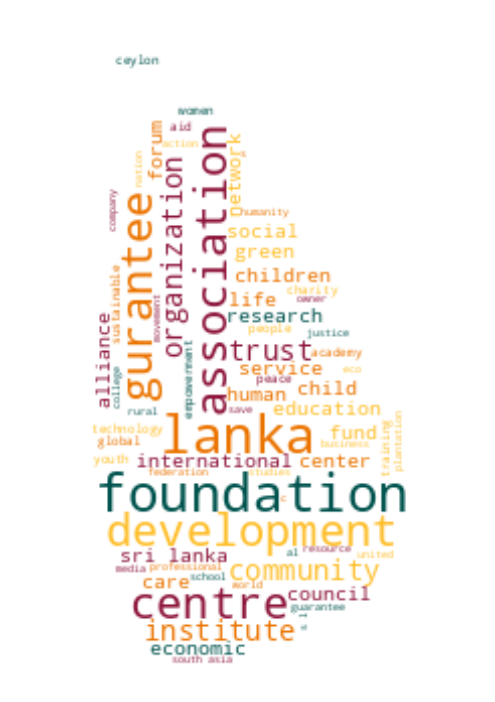 ceylon
women
aid
action
forum
network
nation
association
organization
gurantee
humanity
company
social
green
sustainable
children
charity
life
owner
movement
research
people
justice
alliance
trust
academy
empowerment
service
eco
college
peace
human
child
rural
save
education
lanka
technology
fund
global
business
training
plantation
youth
international
center
federation
studies
foundation
c
development
sri lanka
al
resource
united
media
professional
community
school
care
world
centre
council
guarantee
institute
economic
south asia